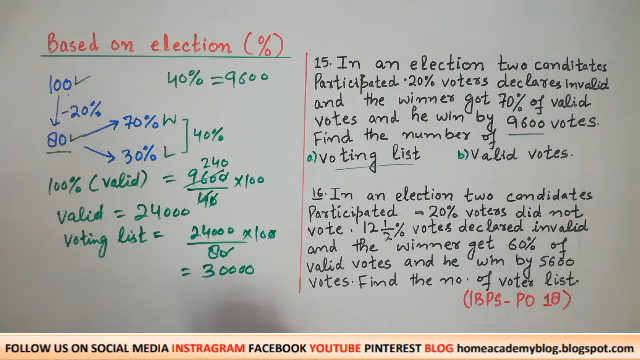 Based on election (%)
100
-20%
80
70% W
30% L
40%
40% = 9600
100% (valid) = 9600/40 × 100
240
valid = 24000
voting list = 24000/80 × 100
= 30000
15. In an election two canditates
Participated · 20% voters declares invalid
and the winner got 70% of valid
votes and he win by 9600 votes.
Find the number of
a) voting list b) valid votes.
16. In an election two candidates
Participated - 20% voters did not
vote. 12 1/2% votes declared invalid
and the winner get 60% of
valid votes and he win by 5600
votes. Find the no. of voter list.
(IBPS-PO 18)
FOLLOW US ON SOCIAL MEDIA INSTRAGRAM FACEBOOK YOUTUBE PINTEREST BLOG homeacademyblog.blogspot.com